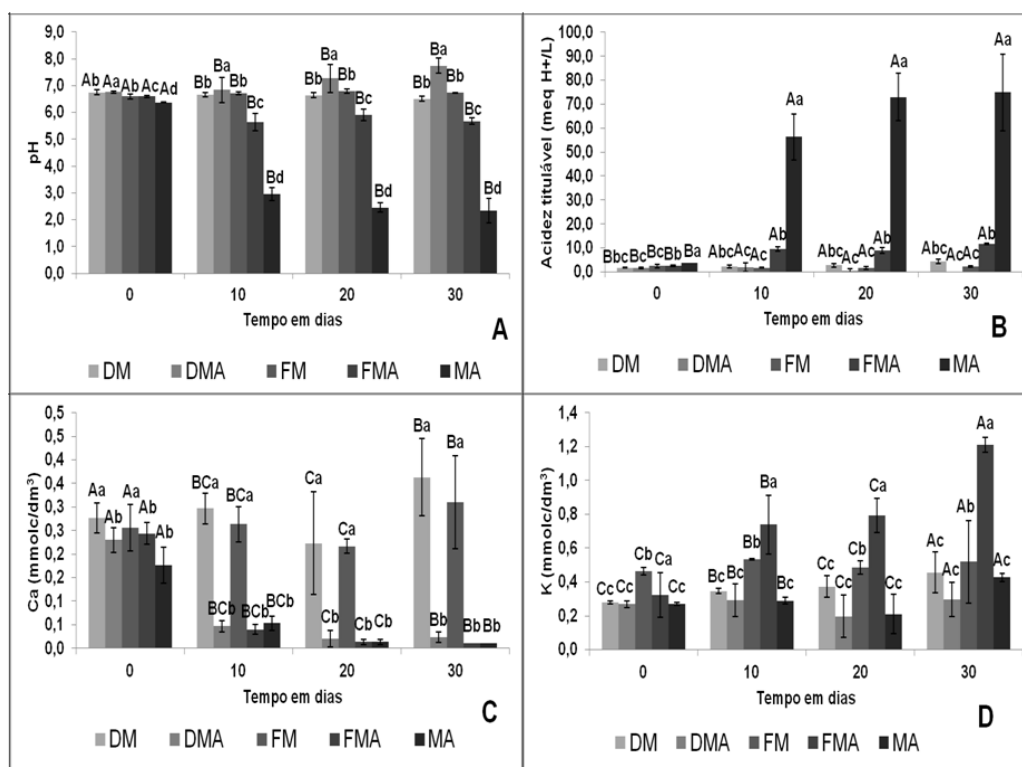 9,0
8,0
7,0
6,0
5,0
4,0
3,0
2,0
1,0
0,0
pH
Ab Aa Ab Ac Ad
Bb Ba Bb Bc Bd
Bb Ba Bb Bc Bd
Bb Ba Bb Bc Bd
0 10 20 30
Tempo em dias
A
DM DMA FM FMA MA
100,0
90,0
80,0
70,0
60,0
50,0
40,0
30,0
20,0
10,0
0,0
Acidez titulável (meq H+/L)
Bbc Bc Bc Bb Ba
Abc Ac Ac Ab Aa
Abc Ac Ac Ab Aa
Abc Ac Ac Ab Aa
0 10 20 30
Tempo em dias
B
DM DMA FM FMA MA
0,5
0,5
0,4
0,4
0,3
0,3
0,2
0,2
0,1
0,1
0,0
Ca (mmolc/dm³)
Aa Ab Aa Ab Ab
BCa BCb BCa BCb BCb
Ca Cb Ca Cb Cb
Ba Bb Ba Bb Bb
0 10 20 30
Tempo em dias
C
DM DMA FM FMA MA
1,4
1,2
1,0
0,8
0,6
0,4
0,2
0,0
K (mmolc/dm³)
Cc Cc Cb Ca Cc
Bc Bc Bb Ba Bc
Cc Cc Cb Ca Cc
Ac Ac Ab Aa Ac
0 10 20 30
Tempo em dias
D
DM DMA FM FMA MA